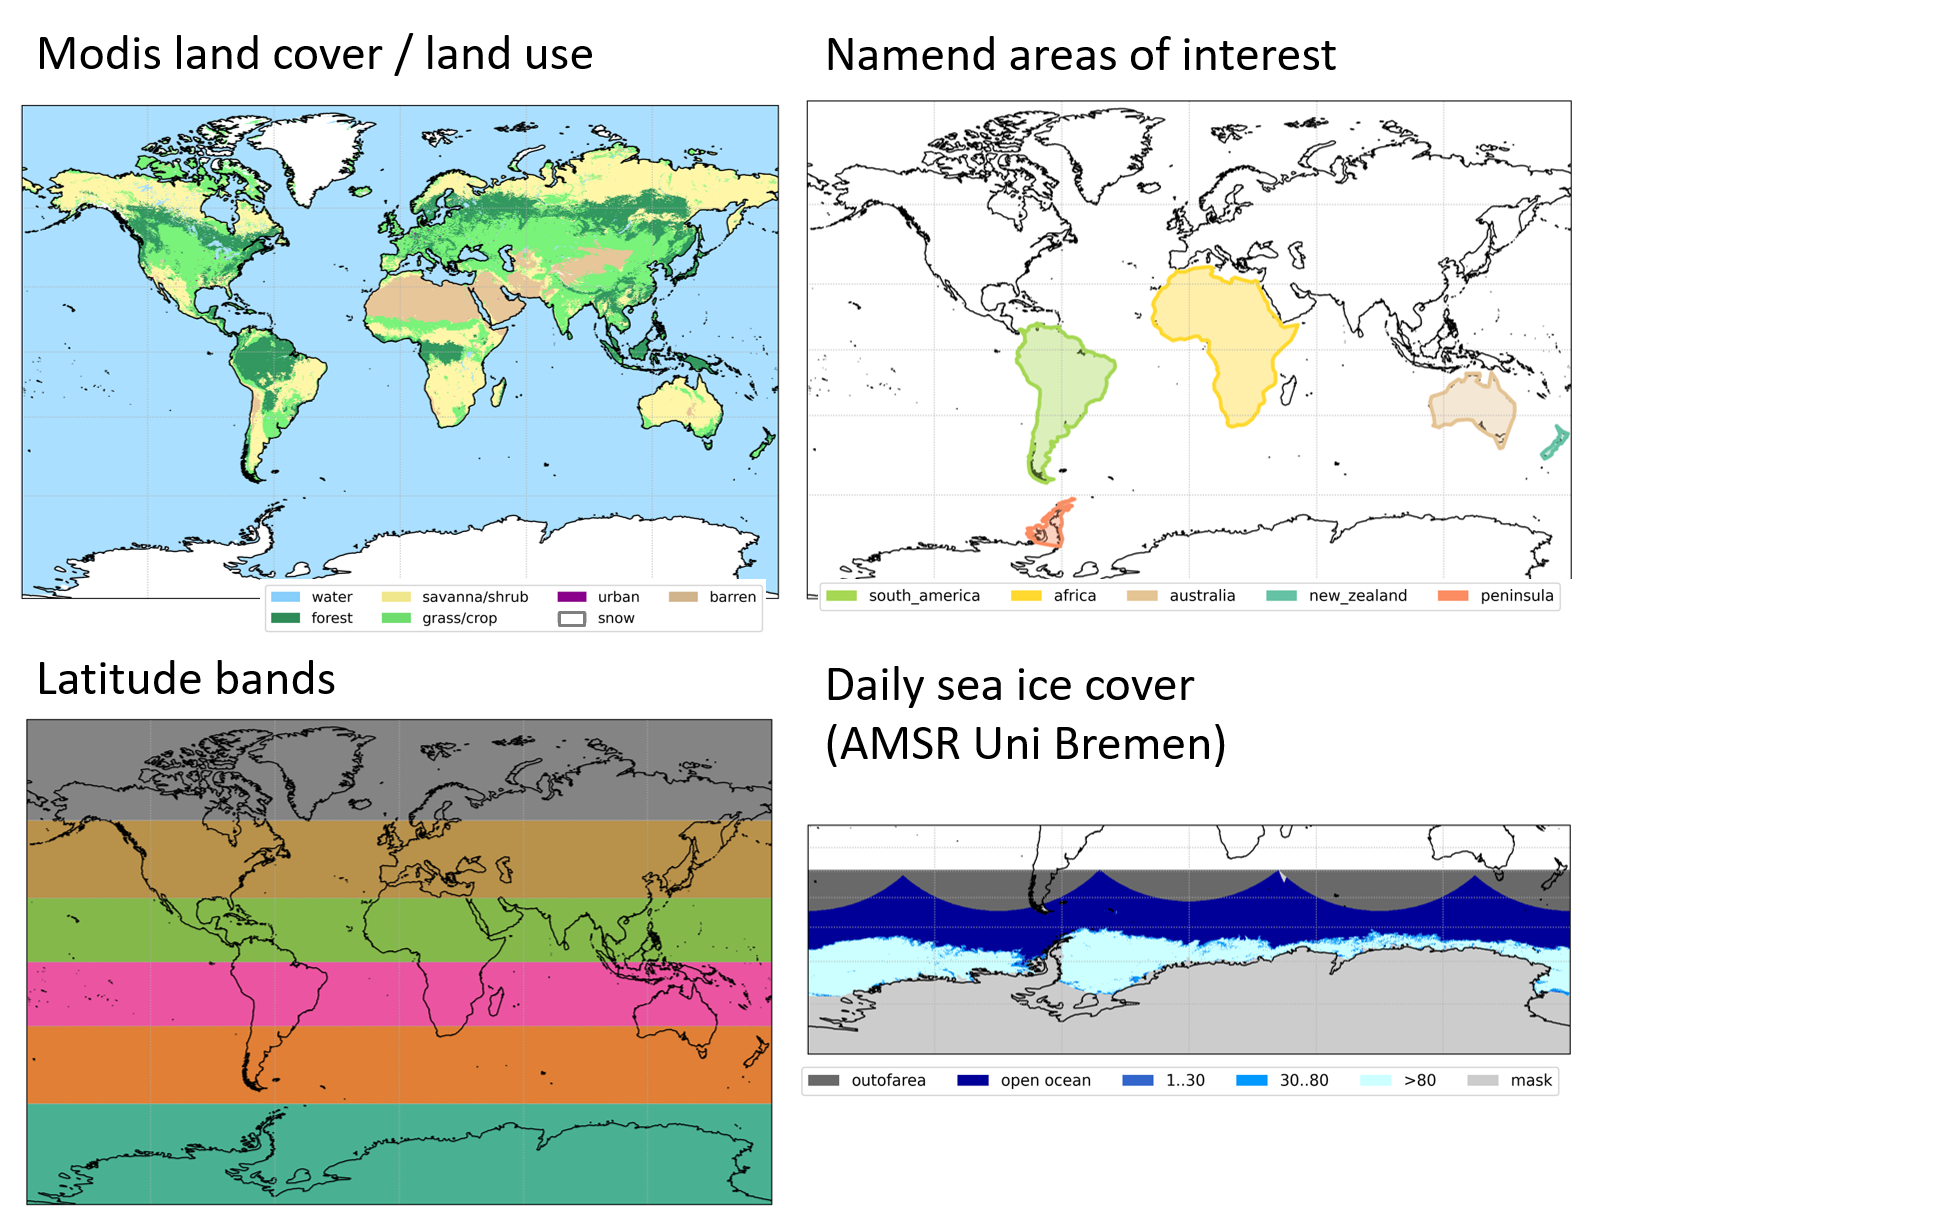 Modis land cover / land use
Namend areas of interest
water
savanna/shrub
urban
barren
forest
grass/crop
snow
south_america
africa
australia
new_zealand
peninsula
Latitude bands
Daily sea ice cover
(AMSR Uni Bremen)
outofarea
open ocean
1..30
30..80
>80
mask